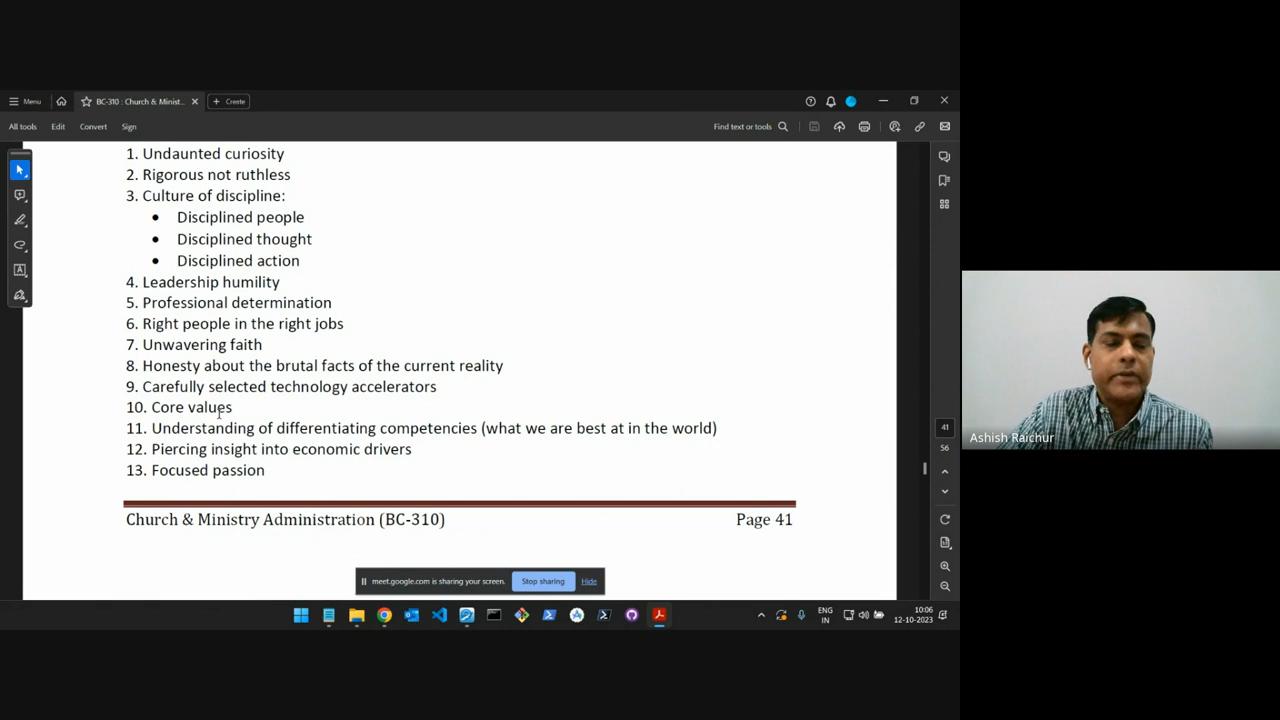 Menu
BC-310 : Church & Minist...
Create
All tools
Edit
Convert
Sign
Find text or tools
1. Undaunted curiosity
2. Rigorous not ruthless
3. Culture of discipline:
• Disciplined people
• Disciplined thought
• Disciplined action
4. Leadership humility
5. Professional determination
6. Right people in the right jobs
7. Unwavering faith
8. Honesty about the brutal facts of the current reality
9. Carefully selected technology accelerators
10. Core values
11. Understanding of differentiating competencies (what we are best at in the world)
12. Piercing insight into economic drivers
13. Focused passion
Church & Ministry Administration (BC-310)
Page 41
41
56
meet.google.com is sharing your screen.
Stop sharing
Hide
ENG
IN
10:06
12-10-2023
Ashish Raichur